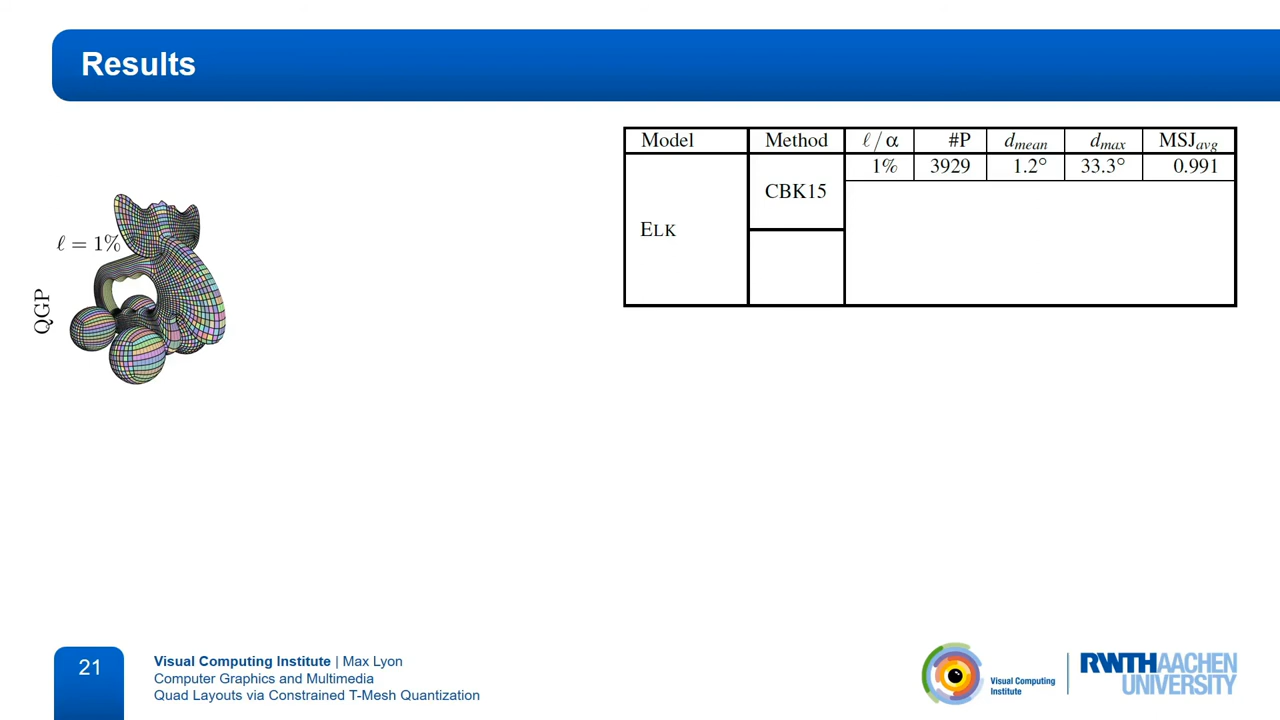 Results
ℓ = 1%
QGP
Model Method ℓ / α #P d_mean d_max MSJ_avg
ELK CBK15 1% 3929 1.2° 33.3° 0.991
21
Visual Computing Institute | Max Lyon
Computer Graphics and Multimedia
Quad Layouts via Constrained T-Mesh Quantization
Visual Computing
Institute
RWTHAACHEN
UNIVERSITY